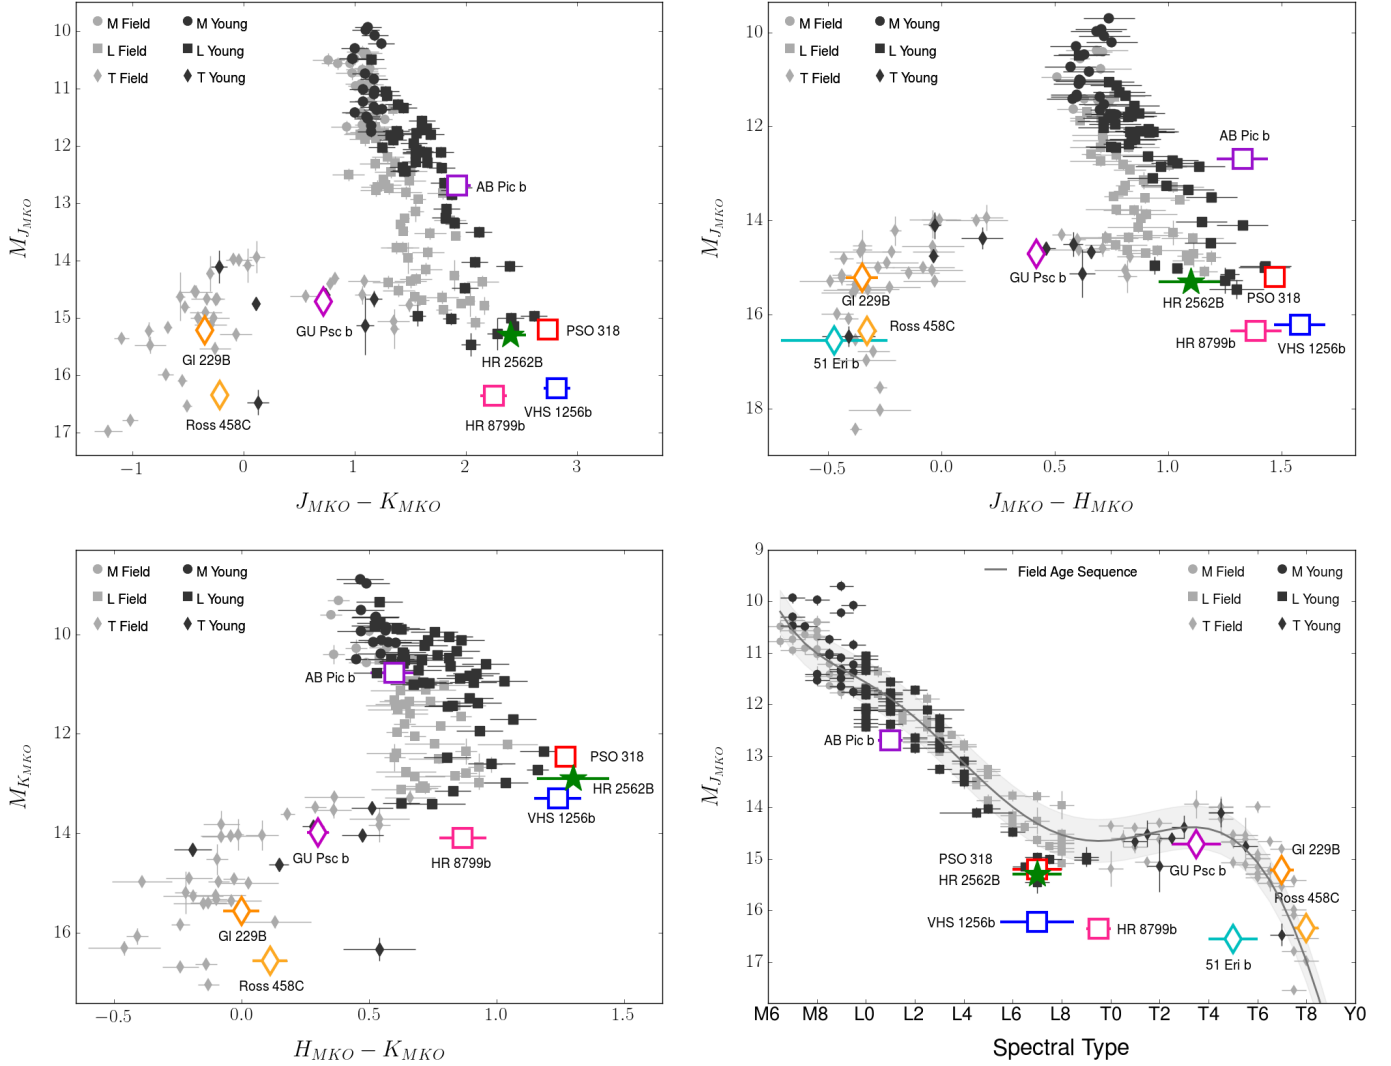 M Field M Young
L Field L Young
T Field T Young
10
11
12
13
14
15
16
17
AB Pic b
GU Psc b
PSO 318
HR 2562B
Gl 229B
Ross 458C
HR 8799b
VHS 1256b
−1 0 1 2 3
M_{J_{MKO}}
J_{MKO} − K_{MKO}
M Field M Young
L Field L Young
T Field T Young
10
12
14
16
18
AB Pic b
GU Psc b
HR 2562B
PSO 318
Gl 229B
Ross 458C
51 Eri b
HR 8799b
VHS 1256b
−0.5 0.0 0.5 1.0 1.5
M_{J_{MKO}}
J_{MKO} − H_{MKO}
M Field M Young
L Field L Young
T Field T Young
10
12
14
16
AB Pic b
PSO 318
HR 2562B
VHS 1256b
GU Psc b
HR 8799b
Gl 229B
Ross 458C
−0.5 0.0 0.5 1.0 1.5
M_{K_{MKO}}
H_{MKO} − K_{MKO}
Field Age Sequence
M Field M Young
L Field L Young
T Field T Young
9
10
11
12
13
14
15
16
17
AB Pic b
PSO 318
HR 2562B
VHS 1256b
HR 8799b
GU Psc b
Gl 229B
Ross 458C
51 Eri b
M6 M8 L0 L2 L4 L6 L8 T0 T2 T4 T6 T8 Y0
M_{J_{MKO}}
Spectral Type